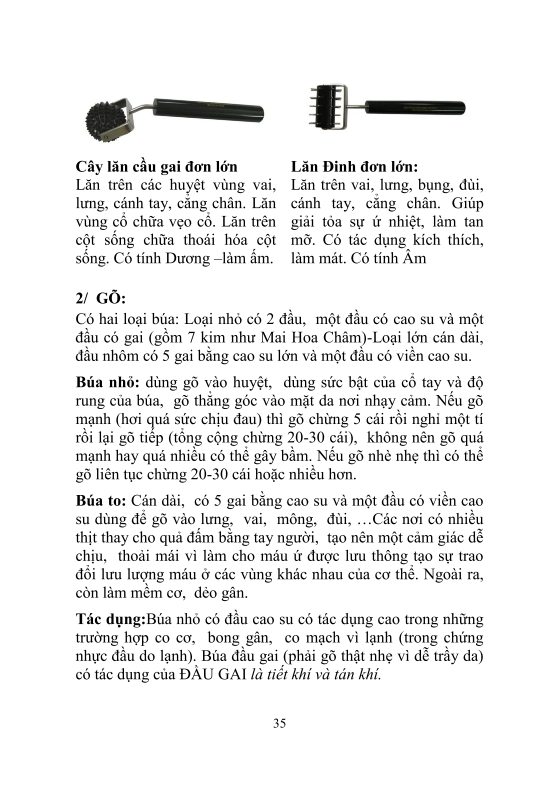 Cây lăn cầu gai đơn lớn
Lăn trên các huyệt vùng vai,
lưng, cánh tay, cẳng chân. Lăn
vùng cổ chữa vẹo cổ. Lăn trên
cột sống chữa thoái hóa cột
sống. Có tính Dương –làm ấm.
Lăn Đinh đơn lớn:
Lăn trên vai, lưng, bụng, đùi,
cánh tay, cẳng chân. Giúp
giải tỏa sự ứ nhiệt, làm tan
mỡ. Có tác dụng kích thích,
làm mát. Có tính Âm
2/ GÕ:
Có hai loại búa: Loại nhỏ có 2 đầu, một đầu có cao su và một
đầu có gai (gồm 7 kim như Mai Hoa Châm)-Loại lớn cán dài,
đầu nhôm có 5 gai bằng cao su lớn và một đầu có viền cao su.
Búa nhỏ: dùng gõ vào huyệt, dùng sức bật của cổ tay và độ
rung của búa, gõ thẳng góc vào mặt da nơi nhạy cảm. Nếu gõ
mạnh (hơi quá sức chịu đau) thì gõ chừng 5 cái rồi nghỉ một tí
rồi lại gõ tiếp (tổng cộng chừng 20-30 cái), không nên gõ quá
mạnh hay quá nhiều có thể gây bầm. Nếu gõ nhè nhẹ thì có thể
gõ liên tục chừng 20-30 cái hoặc nhiều hơn.
Búa to: Cán dài, có 5 gai bằng cao su và một đầu có viền cao
su dùng để gõ vào lưng, vai, mông, đùi, …Các nơi có nhiều
thịt thay cho quả đấm bằng tay người, tạo nên một cảm giác dễ
chịu, thoải mái vì làm cho máu ứ được lưu thông tạo sự trao
đổi lưu lượng máu ở các vùng khác nhau của cơ thể. Ngoài ra,
còn làm mềm cơ, dẻo gân.
Tác dụng:Búa nhỏ có đầu cao su có tác dụng cao trong những
trường hợp co cơ, bong gân, co mạch vì lạnh (trong chứng
nhực đầu do lạnh). Búa đầu gai (phải gõ thật nhẹ vì dễ trầy da)
có tác dụng của ĐẦU GAI là tiết khí và tán khí.
35